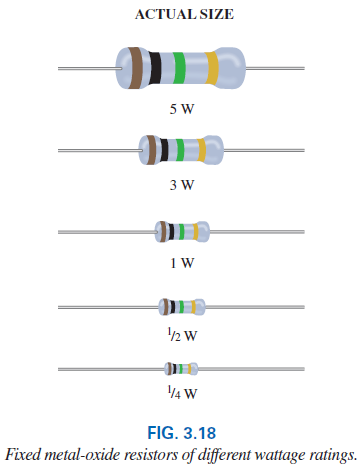 ACTUAL SIZE
5 W
3 W
1 W
1/2 W
1/4 W
FIG. 3.18
Fixed metal-oxide resistors of different wattage ratings.